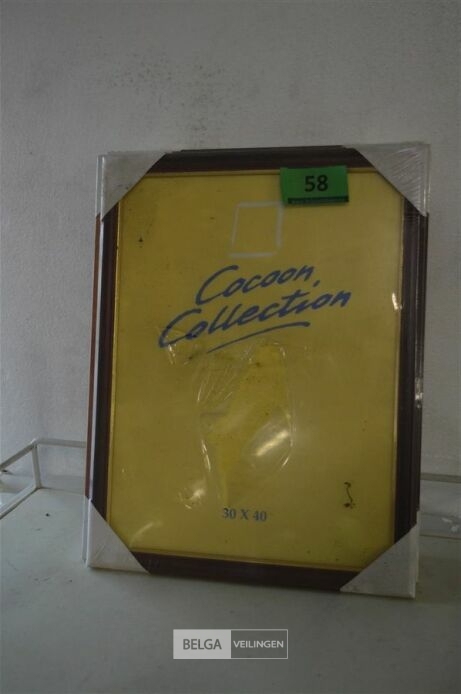 58
Cocoon
Collection
30 X 40
BELGA VEILINGEN